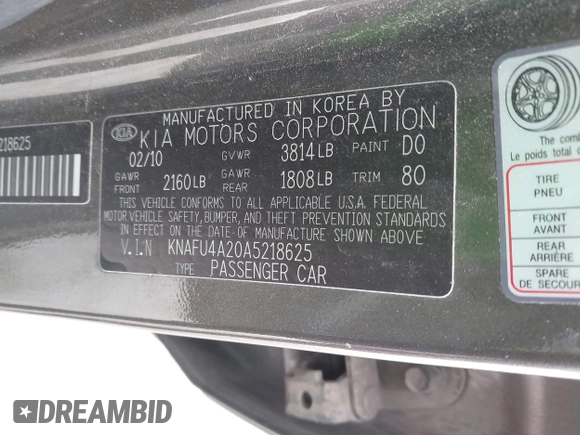 218625
MANUFACTURED IN KOREA BY
KIA KIA MOTORS CORPORATION
02/10 GVWR 3814LB PAINT D0
GAWR FRONT 2160LB GAWR REAR 1808LB TRIM 80
THIS VEHICLE CONFORMS TO ALL APPLICABLE U.S.A. FEDERAL
MOTOR VEHICLE SAFETY, BUMPER, AND THEFT PREVENTION STANDARDS
IN EFFECT ON THE DATE-OF MANUFACTURE SHOWN ABOVE
V.I.N KNAFU4A20A5218625
TYPE PASSENGER CAR
The com
Le poids total
TIRE
PNEU
FRONT
AVANT
REAR
ARRIÈRE
SPARE
DE SECOU
DREAMBID